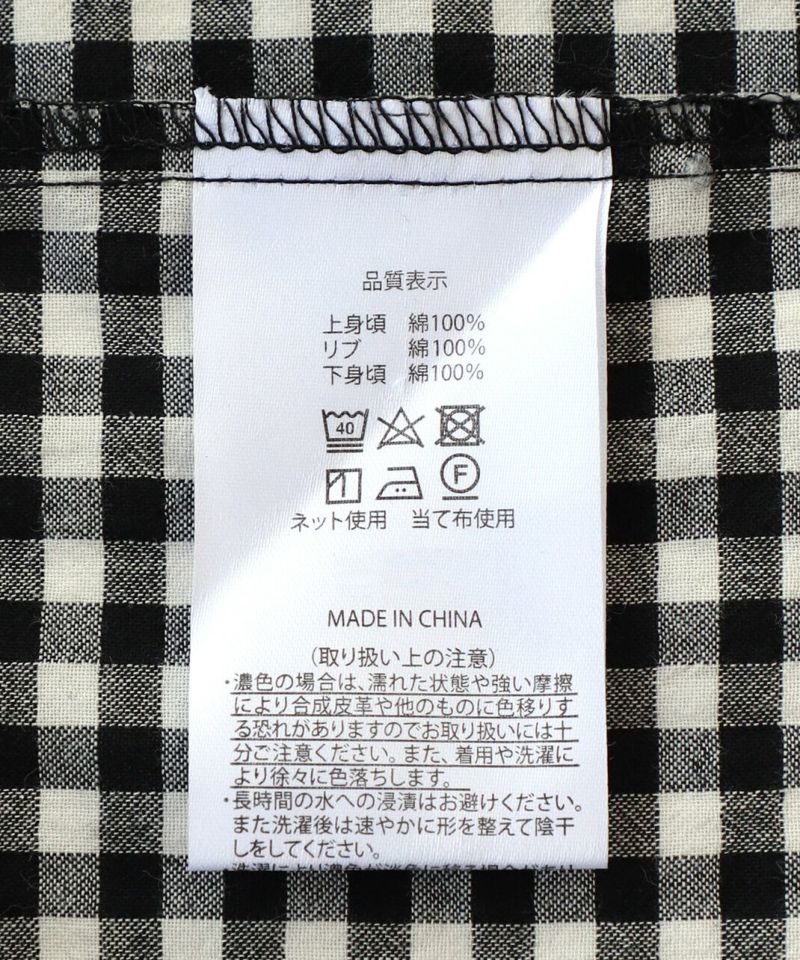 品質表示
上身頃 綿100%
リブ 綿100%
下身頃 綿100%
40
F
ネット使用 当て布使用
MADE IN CHINA
(取り扱い上の注意)
・濃色の場合は、濡れた状態や強い摩擦
により合成皮革や他のものに色移りす
る恐れがありますのでお取り扱いには十
分ご注意ください。また、着用や洗濯に
より徐々に色落ちします。
・長時間の水への浸漬はお避けください。
また洗濯後は速やかに形を整えて陰干
しをしてください。